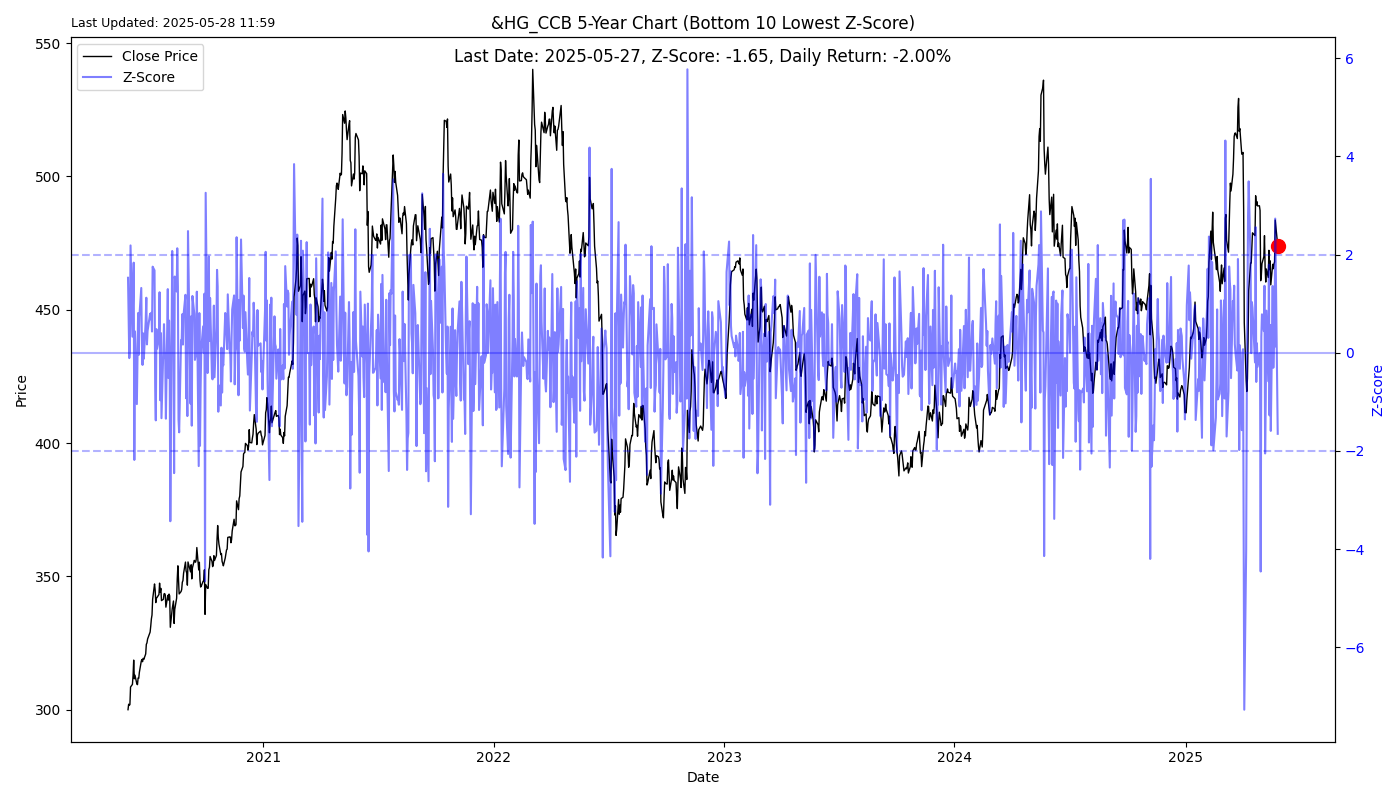 Last Updated: 2025-05-28 11:59
&HG_CCB 5-Year Chart (Bottom 10 Lowest Z-Score)
Last Date: 2025-05-27, Z-Score: -1.65, Daily Return: -2.00%
Close Price
Z-Score
550
500
450
400
350
300
Price
6
4
2
0
−2
−4
−6
Z-Score
2021
2022
2023
2024
2025
Date